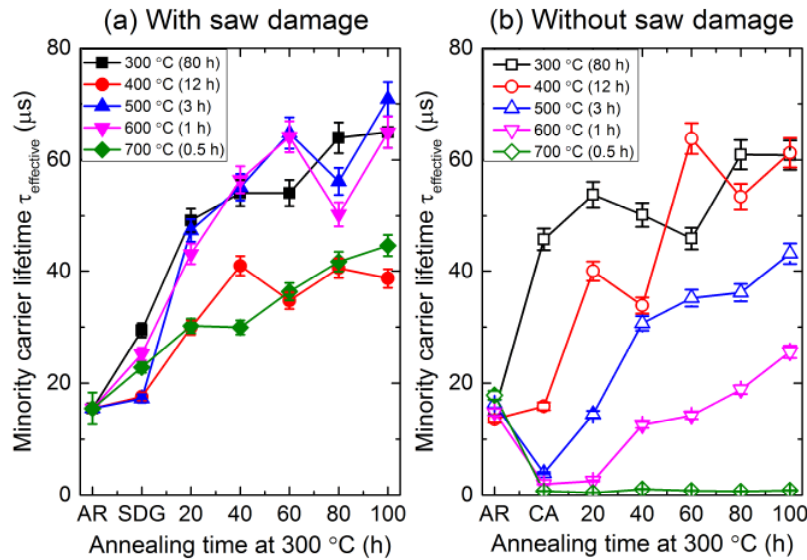 (a) With saw damage
80
60
40
20
0
Minority carrier lifetime τeffective (μs)
300 °C (80 h)
400 °C (12 h)
500 °C (3 h)
600 °C (1 h)
700 °C (0.5 h)
AR SDG 20 40 60 80 100
Annealing time at 300 °C (h)
(b) Without saw damage
80
60
40
20
0
Minority carrier lifetime τeffective (μs)
300 °C (80 h)
400 °C (12 h)
500 °C (3 h)
600 °C (1 h)
700 °C (0.5 h)
AR CA 20 40 60 80 100
Annealing time at 300 °C (h)